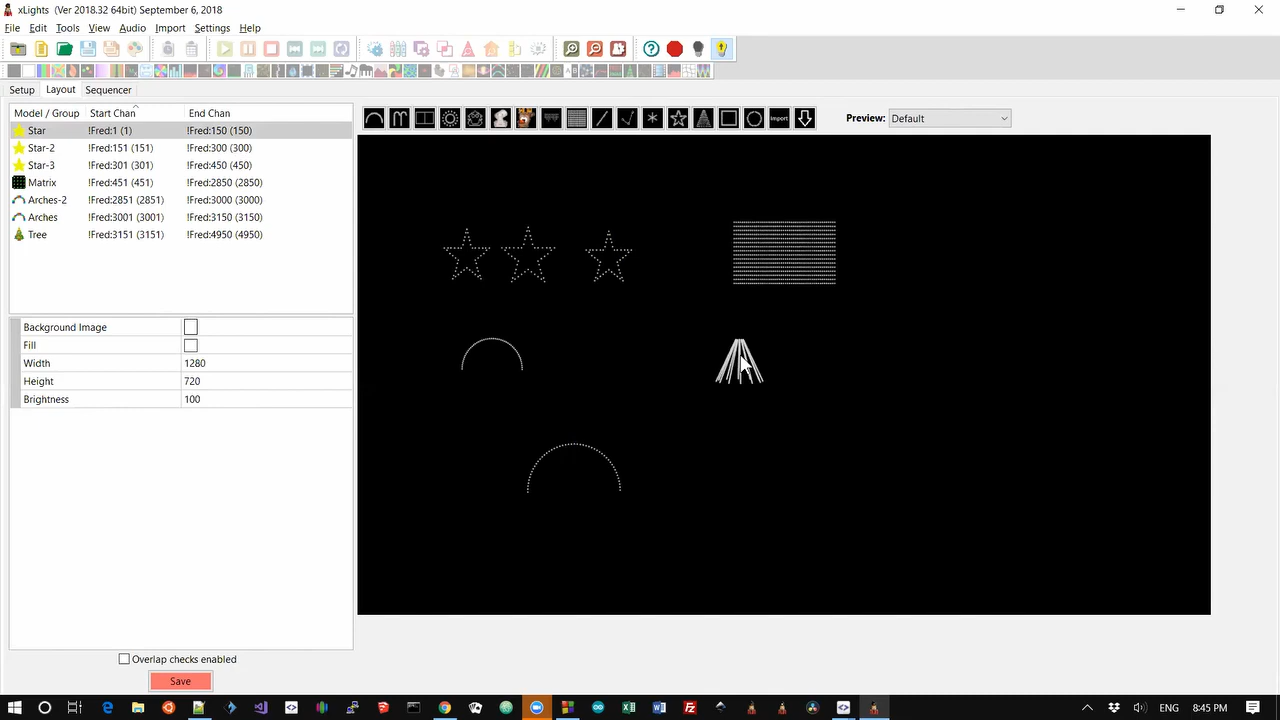 xLights (Ver 2018.32 64bit) September 6, 2018
File Edit Tools View Audio Import Settings Help
Setup Layout Sequencer
Model / Group Start Chan End Chan
Star !Fred:1 (1) !Fred:150 (150)
Star-2 !Fred:151 (151) !Fred:300 (300)
Star-3 !Fred:301 (301) !Fred:450 (450)
Matrix !Fred:451 (451) !Fred:2850 (2850)
Arches-2 !Fred:2851 (2851) !Fred:3000 (3000)
Arches !Fred:3001 (3001) !Fred:3150 (3150)
(3151) !Fred:4950 (4950)
import
Preview: Default
Background Image
Fill
Width 1280
Height 720
Brightness 100
Overlap checks enabled
Save
ENG 8:45 PM